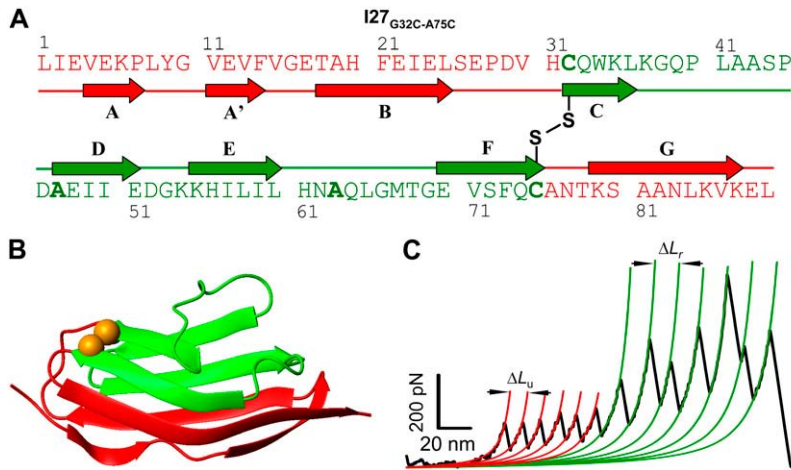 A
I27G32C-A75C
1 11 21 31 41
LIEVEKPLYG VEVFVGETAH FEIELSEPDV HCQWKLKGQP LAASP
A A' B C
S
S
D E F G
DAEII EDGKKHILIL HNAQLGMTGE VSFQCANTKS AANLKVKEL
51 61 71 81
B
C
ΔLr
ΔLu
200 pN
20 nm